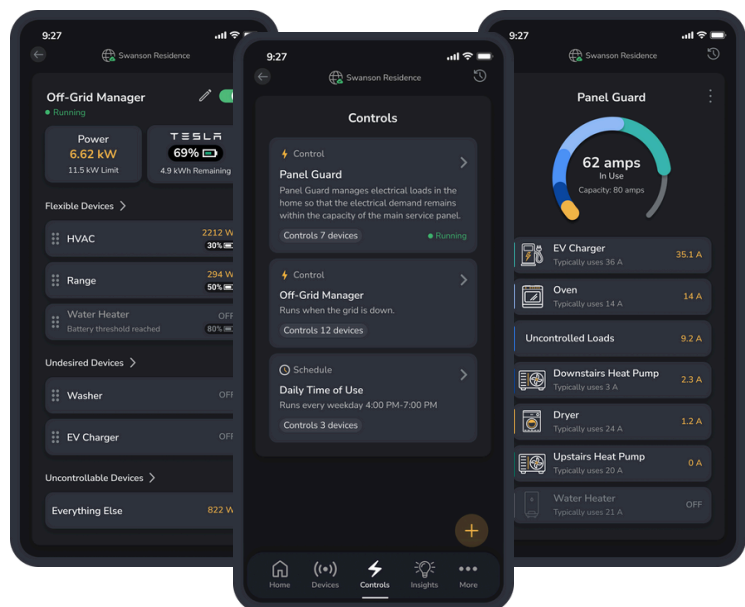 9:27
Swanson Residence
Off-Grid Manager
Running
Power
6.62 kW
11.5 kW Limit
TESLA
69%
4.9 kWh Remaining
Flexible Devices
HVAC
2212 W
30%
Range
294 W
50%
Water Heater
Battery threshold reached
80%
Undesired Devices
Washer
OFF
EV Charger
OFF
Uncontrollable Devices
Everything Else
822 W
9:27
Swanson Residence
Controls
Control
Panel Guard
Panel Guard manages electrical loads in the
home so that the electrical demand remains
within the capacity of the main service panel.
Controls 7 devices
Running
Control
Off-Grid Manager
Runs when the grid is down.
Controls 12 devices
Schedule
Daily Time of Use
Runs every weekday 4:00 PM-7:00 PM
Controls 3 devices
+
Home
Devices
Controls
Insights
More
9:27
Swanson Residence
Panel Guard
62 amps
In Use
Capacity: 80 amps
EV Charger
Typically uses 36 A
35.1 A
Oven
Typically uses 14 A
14 A
Uncontrolled Loads
9.2 A
Downstairs Heat Pump
Typically uses 3 A
2.3 A
Dryer
Typically uses 24 A
1.2 A
Upstairs Heat Pump
Typically uses 20 A
0 A
Water Heater
Typically uses 21 A
OFF